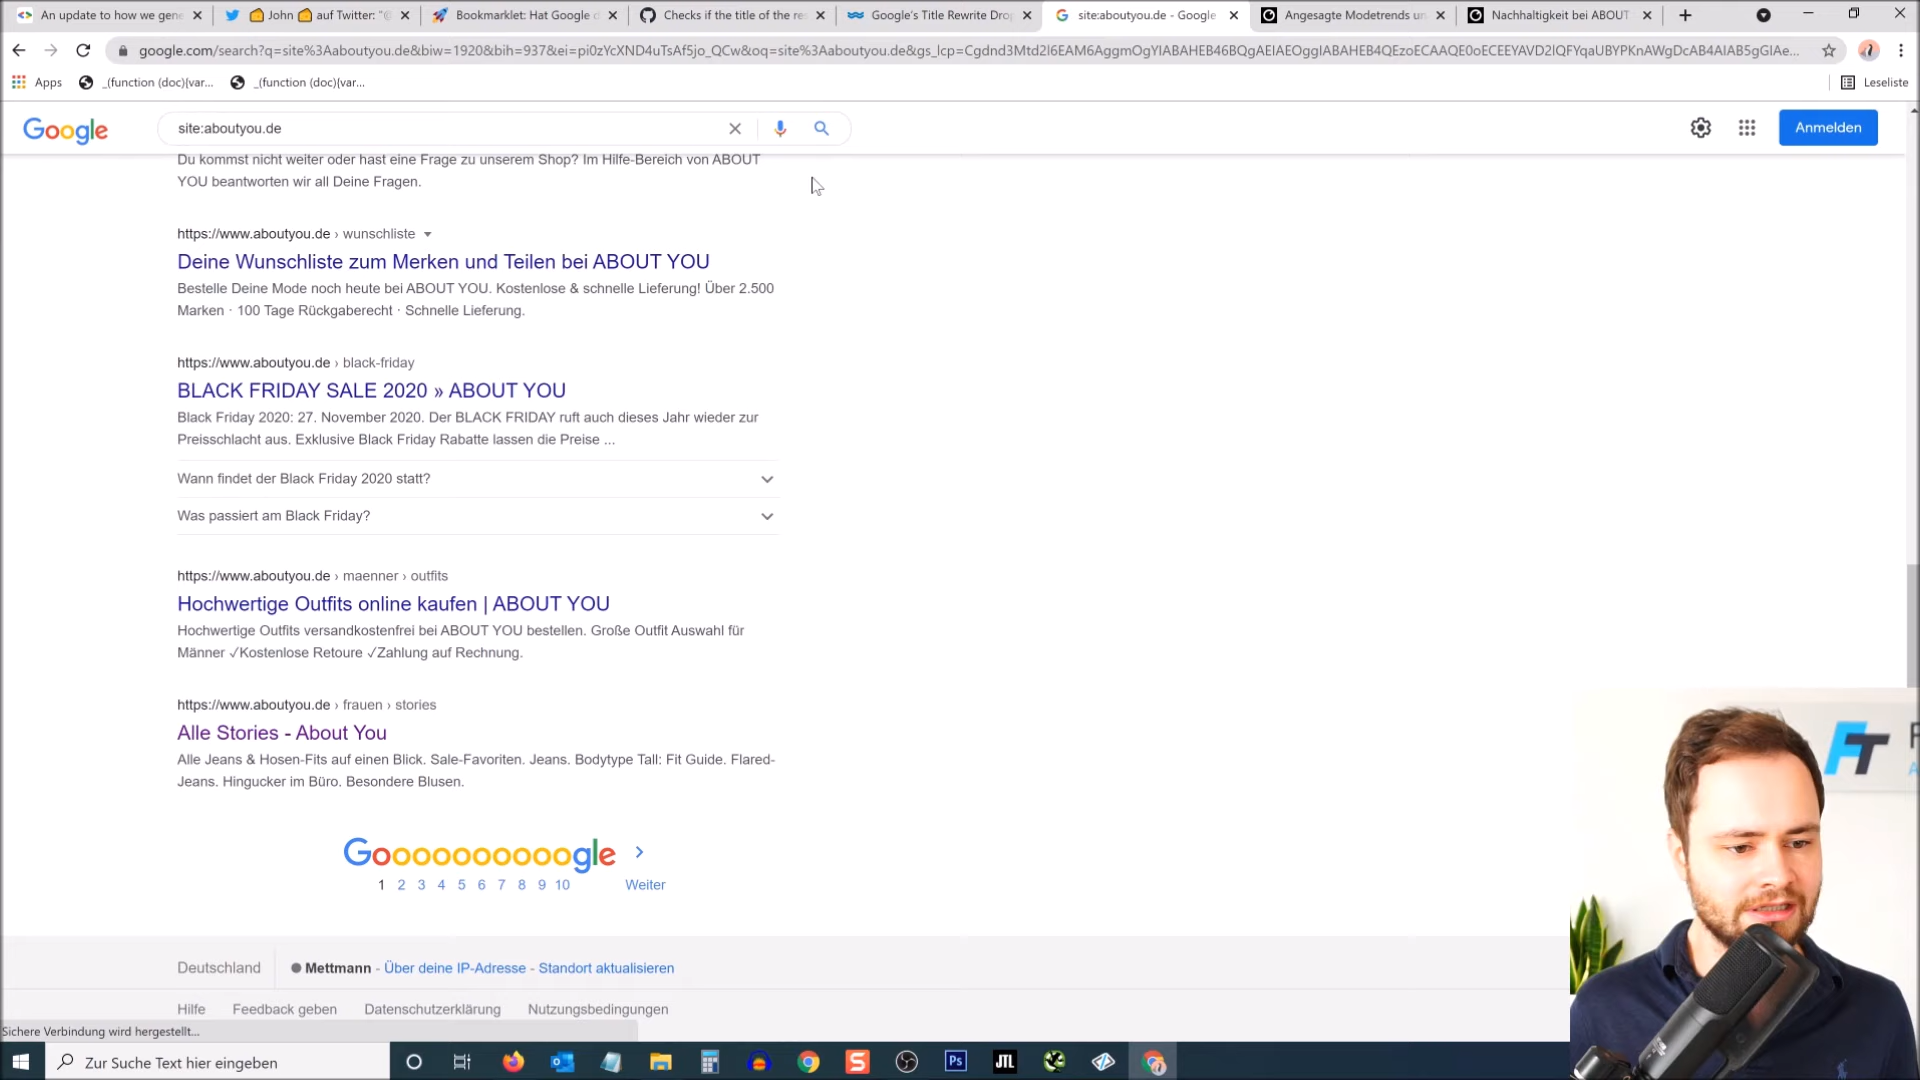 An update to how we gene
John auf Twitter: "@
Bookmarklet: Hat Google d
Checks if the title of the res
Google's Title Rewrite Drop
site:aboutyou.de - Google
Angesagte Modetrends un
Nachhaltigkeit bei ABOUT
google.com/search?q=site%3Aaboutyou.de&biw=1920&bih=937&ei=
Apps
_(function (doc){var...
_(function (doc){var...
Leseliste
Google
site:aboutyou.de
Anmelden
Du kommst nicht weiter oder hast eine Frage zu unserem Shop? Im Hilfe-Bereich von ABOUT
YOU beantworten wir all Deine Fragen.
https://www.aboutyou.de › wunschliste
Deine Wunschliste zum Merken und Teilen bei ABOUT YOU
Bestelle Deine Mode noch heute bei ABOUT YOU. Kostenlose & schnelle Lieferung! Über 2.500
Marken · 100 Tage Rückgaberecht · Schnelle Lieferung.
https://www.aboutyou.de › black-friday
BLACK FRIDAY SALE 2020 » ABOUT YOU
Black Friday 2020: 27. November 2020. Der BLACK FRIDAY ruft auch dieses Jahr wieder zur
Preisschlacht aus. Exklusive Black Friday Rabatte lassen die Preise ...
Wann findet der Black Friday 2020 statt?
Was passiert am Black Friday?
https://www.aboutyou.de › maenner › outfits
Hochwertige Outfits online kaufen | ABOUT YOU
Hochwertige Outfits versandkostenfrei bei ABOUT YOU bestellen. Große Outfit Auswahl für
Männer ✓Kostenlose Retoure ✓Zahlung auf Rechnung.
https://www.aboutyou.de › frauen › stories
Alle Stories - About You
Alle Jeans & Hosen-Fits auf einen Blick. Sale-Favoriten. Jeans. Bodytype Tall: Fit Guide. Flared-
Jeans. Hingucker im Büro. Besondere Blusen.
Goooooooooogle
1 2 3 4 5 6 7 8 9 10 Weiter
Deutschland
Mettmann - Über deine IP-Adresse - Standort aktualisieren
Hilfe Feedback geben Datenschutzerklärung Nutzungsbedingungen
Sichere Verbindung wird hergestellt...
Zur Suche Text hier eingeben
Ps
JTL
FT